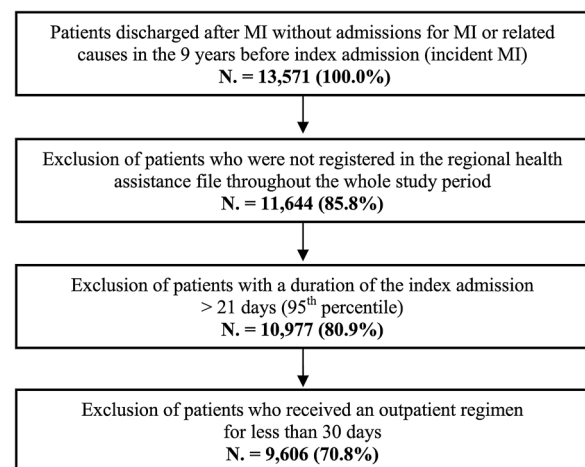 Patients discharged after MI without admissions for MI or related
causes in the 9 years before index admission (incident MI)
N. = 13,571 (100.0%)
Exclusion of patients who were not registered in the regional health
assistance file throughout the whole study period
N. = 11,644 (85.8%)
Exclusion of patients with a duration of the index admission
> 21 days (95th percentile)
N. = 10,977 (80.9%)
Exclusion of patients who received an outpatient regimen
for less than 30 days
N. = 9,606 (70.8%)